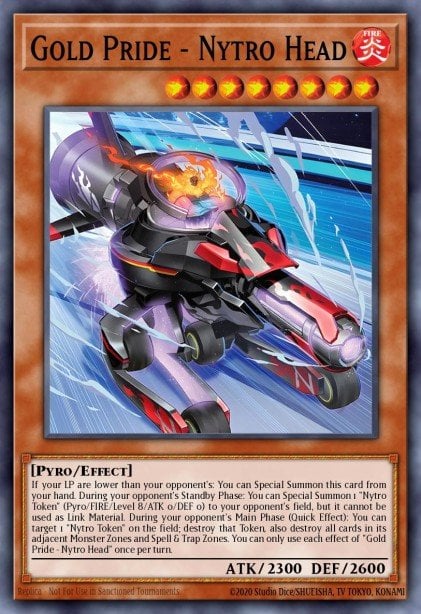 Gold Pride - Nytro Head
FIRE
炎
[Pyro/Effect]
If your LP are lower than your opponent's: You can Special Summon this card from
your hand. During your opponent's Standby Phase: You can Special Summon 1 "Nytro
Token" (Pyro/FIRE/Level 8/ATK 0/DEF 0) to your opponent's field, but it cannot
be used as Link Material. During your opponent's Main Phase (Quick Effect): You can
target 1 "Nytro Token" on the field; destroy that Token, also destroy all cards in its
adjacent Monster Zones and Spell & Trap Zones. You can only use each effect of "Gold
Pride - Nytro Head" once per turn.
ATK/2300 DEF/2600
Replica - Not For Use in Sanctioned Tournaments
©2020 Studio Dice/SHUEISHA, TV TOKYO, KONAMI